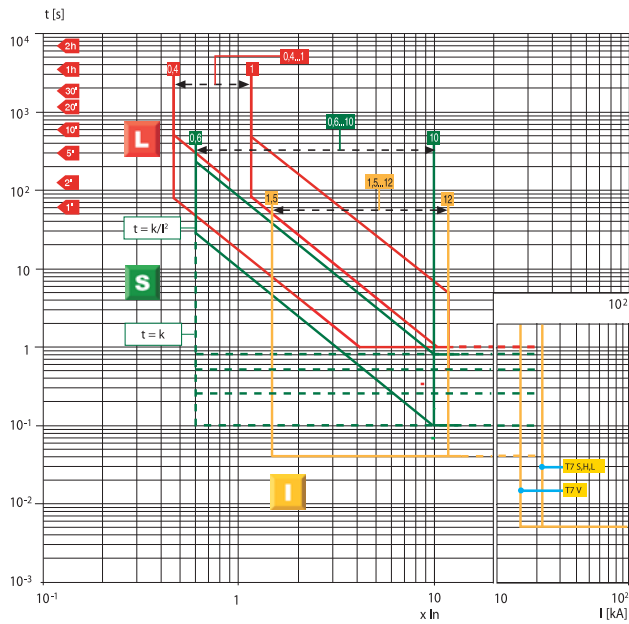 t [s]
10⁴
2h
0,4...1
1h
0,4
1
30'
20'
10³
0,6...10
10'
L
0,6
10
5'
1,5...12
10²
2'
1,5
12
1'
t = k/I²
10
S
10²
t = k
1
10⁻¹
T7 S,H,L
I
T7 V
10⁻²
10⁻³
10⁻¹
1
10
10
10²
x In
I [kA]